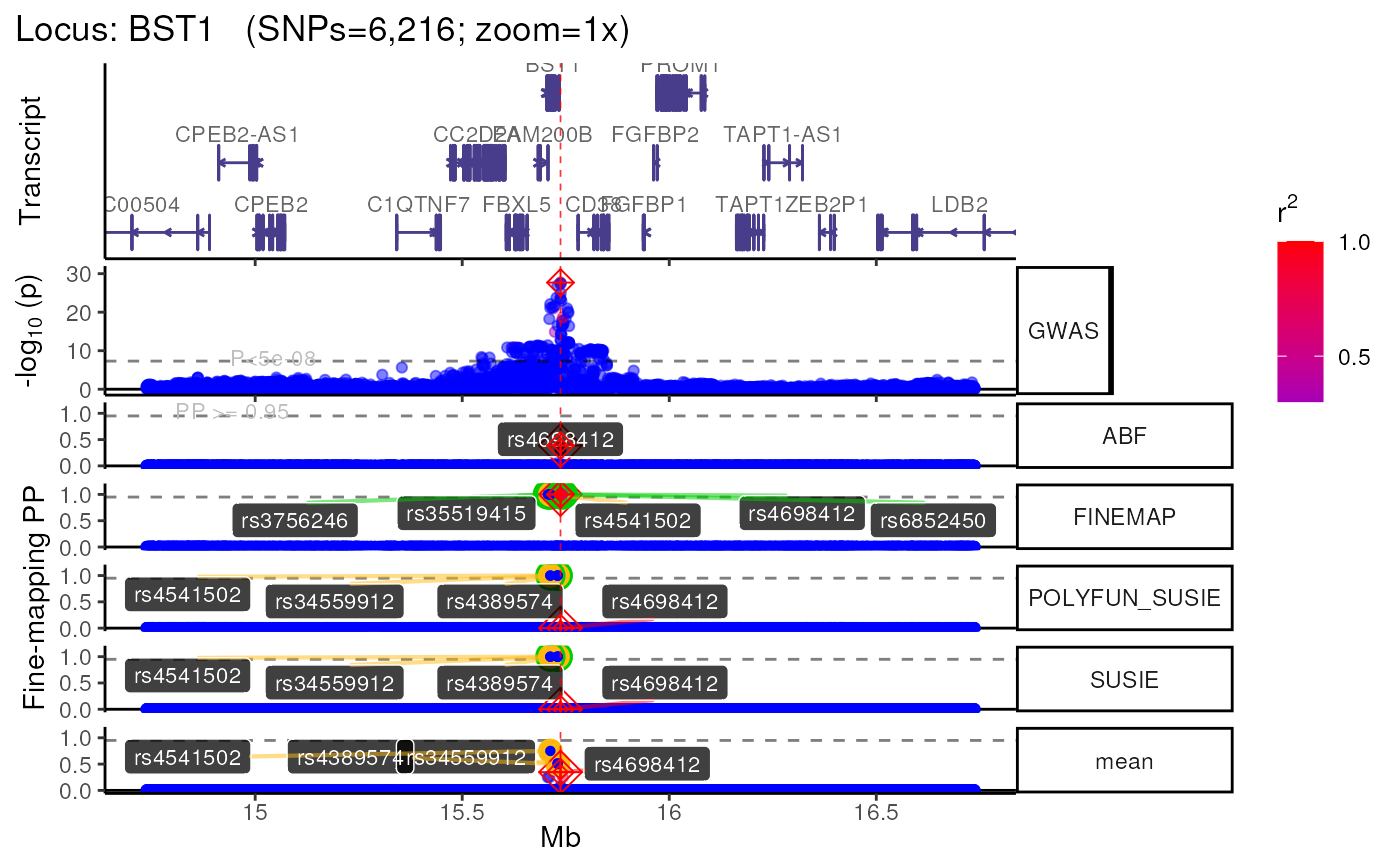 Locus: BST1 (SNPs=6,216; zoom=1x)
Transcript
BST1 PROM1
CPEB2-AS1 CC2D2A FAM200B FGFBP2 TAPT1-AS1
C00504 CPEB2 C1QTNF7 FBXL5 CD38 FGFBP1 TAPT1 ZEB2P1 LDB2
-log10 (p)
30
20
10
0
P<5e-08
GWAS
r2
1.0
0.5
Fine-mapping PP
1.0
0.5
0.0
PP >= 0.95
rs4698412
ABF
1.0
0.5
0.0
rs3756246 rs35519415 rs4541502 rs4698412 rs6852450
FINEMAP
1.0
0.5
0.0
rs4541502 rs34559912 rs4389574 rs4698412
POLYFUN_SUSIE
1.0
0.5
0.0
rs4541502 rs34559912 rs4389574 rs4698412
SUSIE
1.0
0.5
0.0
rs4541502 rs4389574 rs34559912 rs4698412
mean
15 15.5 16 16.5
Mb